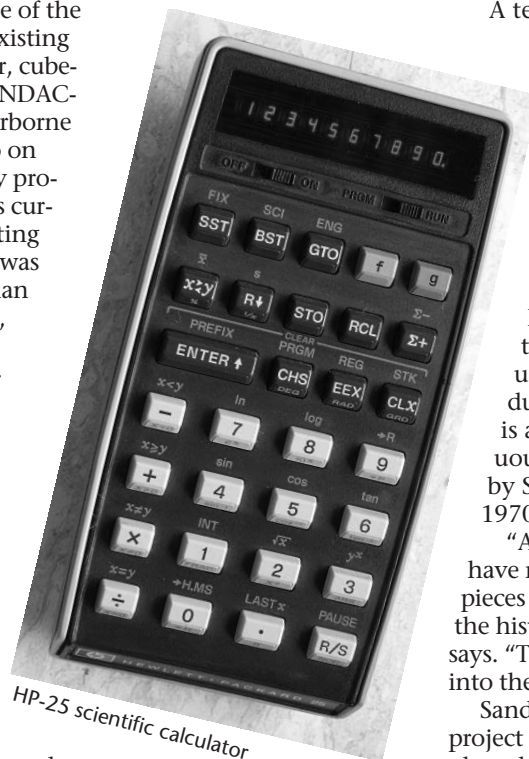 e of the
xisting
r, cube-
NDAC-
rborne
on
y pro-
s cur-
ting
was
an
,
.
A te
1234567890.
OFF ON PRGM RUN
FIX SCI ENG
SST BST GTO f g
x̄ s Σ-
x≷y R↓ STO RCL Σ+
% 1/x
PREFIX CLEAR PRGM REG STK
ENTER↑ CHS EEX CLx
DEG RAD GRD
x<y ln log →R
- 7 8 9
x≥y sin cos tan
+ 4 5 6
x≠y INT √x yˣ
× 1 2 3
x=y →H.MS LASTx PAUSE
÷ 0 . R/S
hp HEWLETT·PACKARD 25
HP-25 scientific calculator
t
u
du
is a
uou
by S
1970
“A
have n
pieces
the his
says. “T
into the
Sand
project